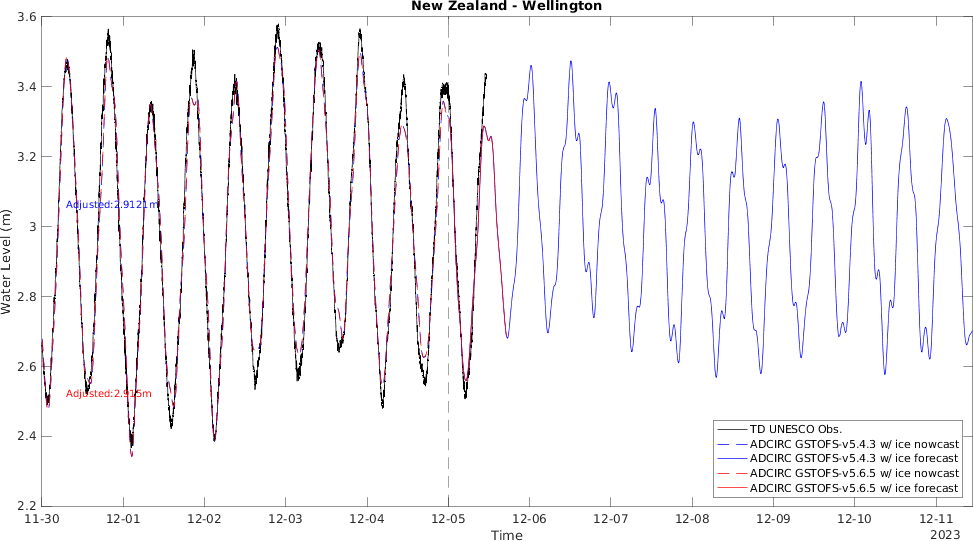 New Zealand - Wellington
3.6
3.4
3.2
3
2.8
2.6
2.4
2.2
Water Level (m)
Adjusted:2.9121m
Adjusted:2.915m
TD UNESCO Obs.
ADCIRC GSTOFS-v5.4.3 w/ ice nowcast
ADCIRC GSTOFS-v5.4.3 w/ ice forecast
ADCIRC GSTOFS-v5.6.5 w/ ice nowcast
ADCIRC GSTOFS-v5.6.5 w/ ice forecast
11-30 12-01 12-02 12-03 12-04 12-05 12-06 12-07 12-08 12-09 12-10 12-11
Time 2023